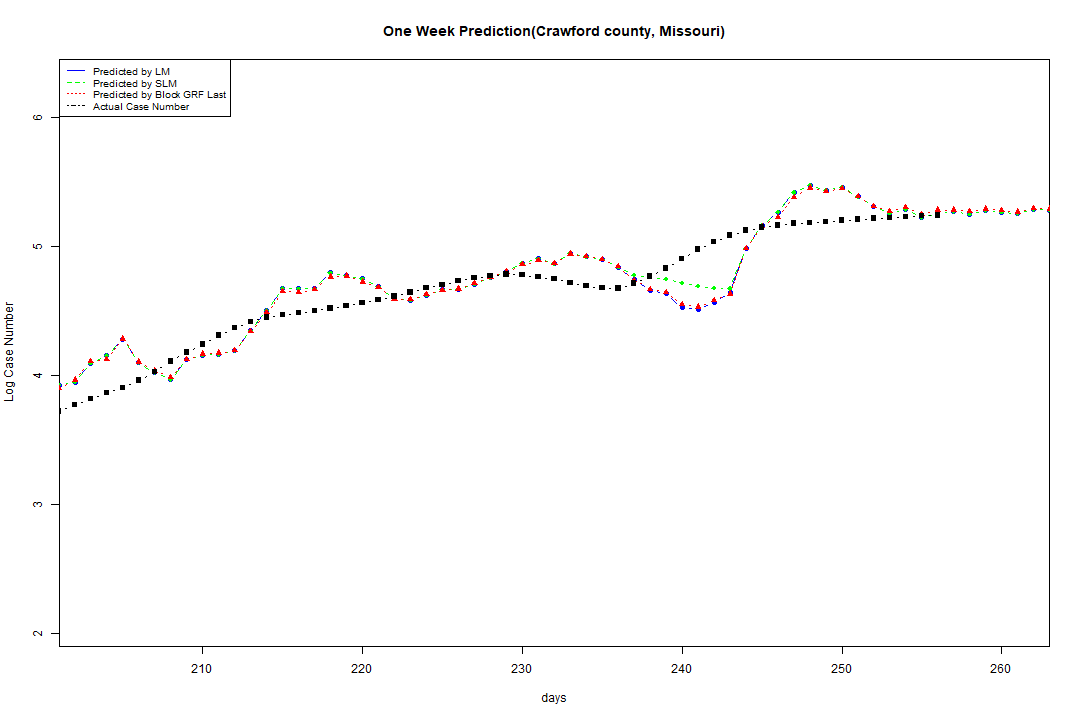 One Week Prediction(Crawford county, Missouri)
Predicted by LM
Predicted by SLM
Predicted by Block GRF Last
Actual Case Number
6
5
4
3
2
Log Case Number
210 220 230 240 250 260
days